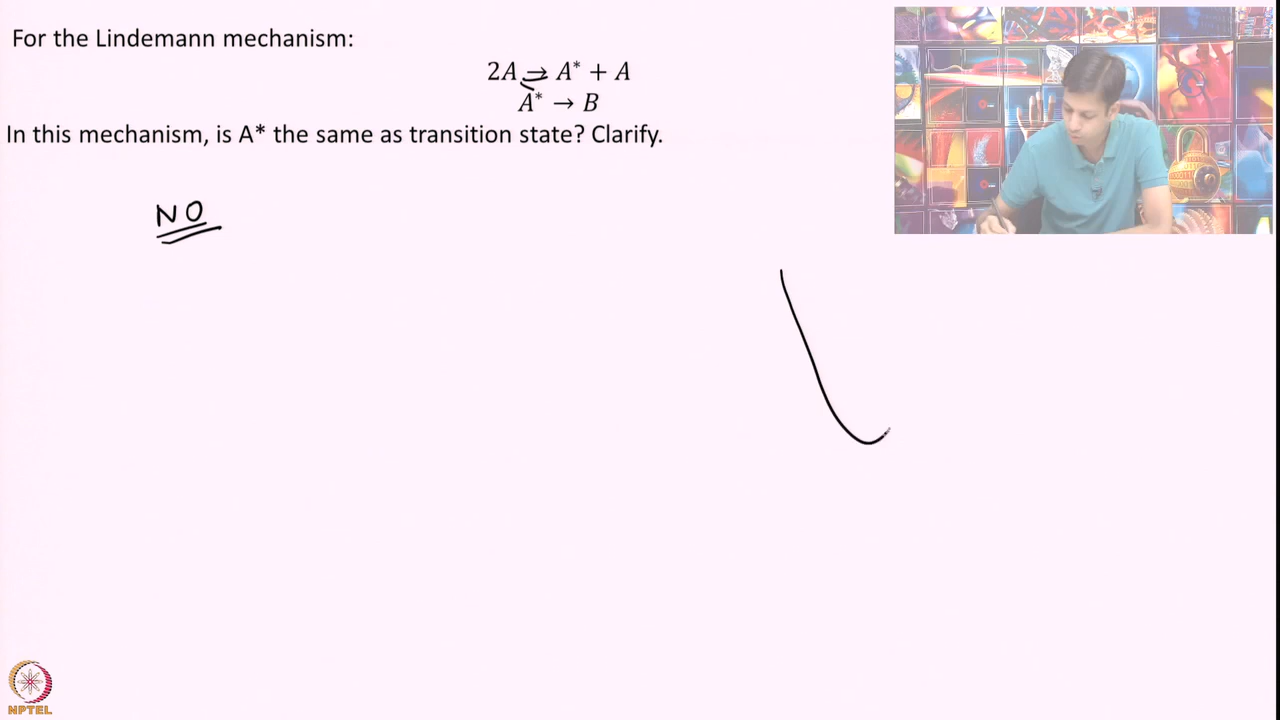 For the Lindemann mechanism:
2A ⇌ A* + A
A* → B
In this mechanism, is A* the same as transition state? Clarify.
NO
NPTEL